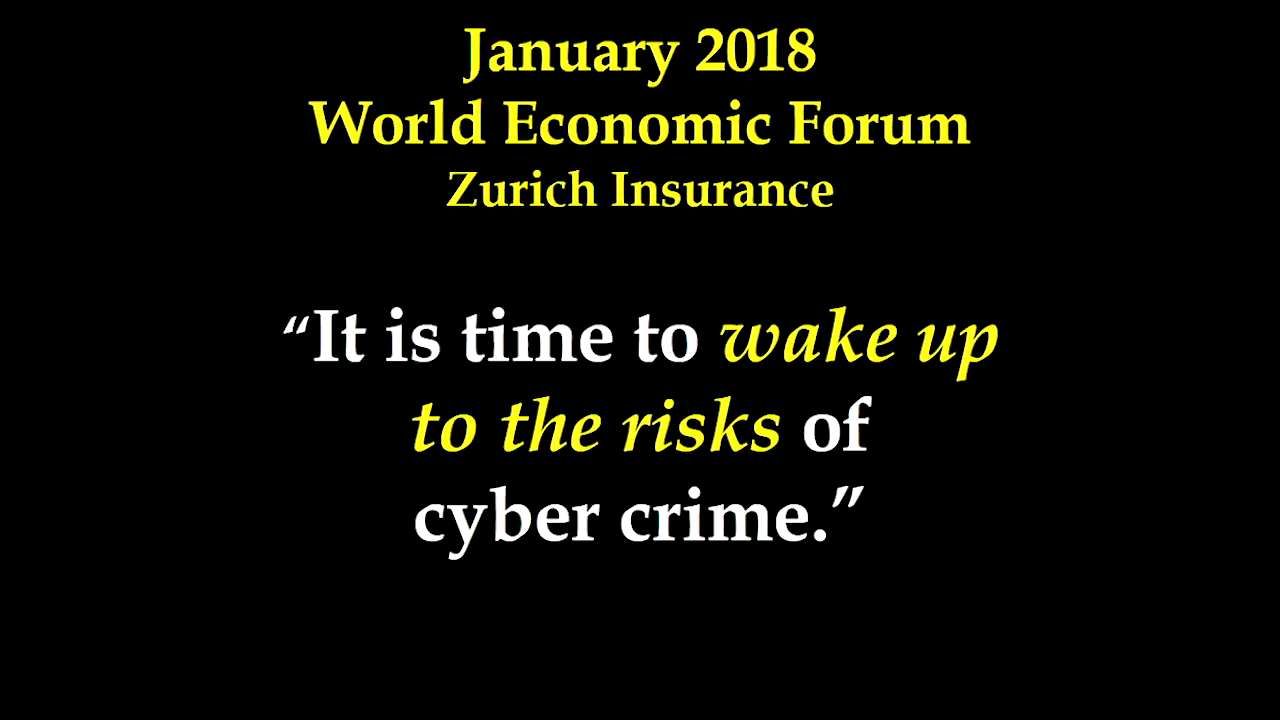 January 2018
World Economic Forum
Zurich Insurance
“It is time to wake up
to the risks of
cyber crime.”